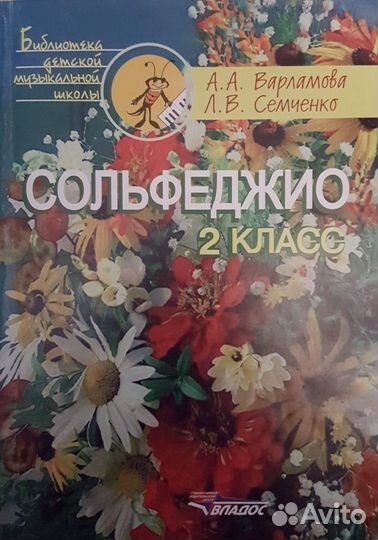 Библиотека
детской
музыкальной
школы
А. А. Варламова
Л. В. Семченко
СОЛЬФЕДЖИО
2 КЛАСС
ВЛАДОС
Avito